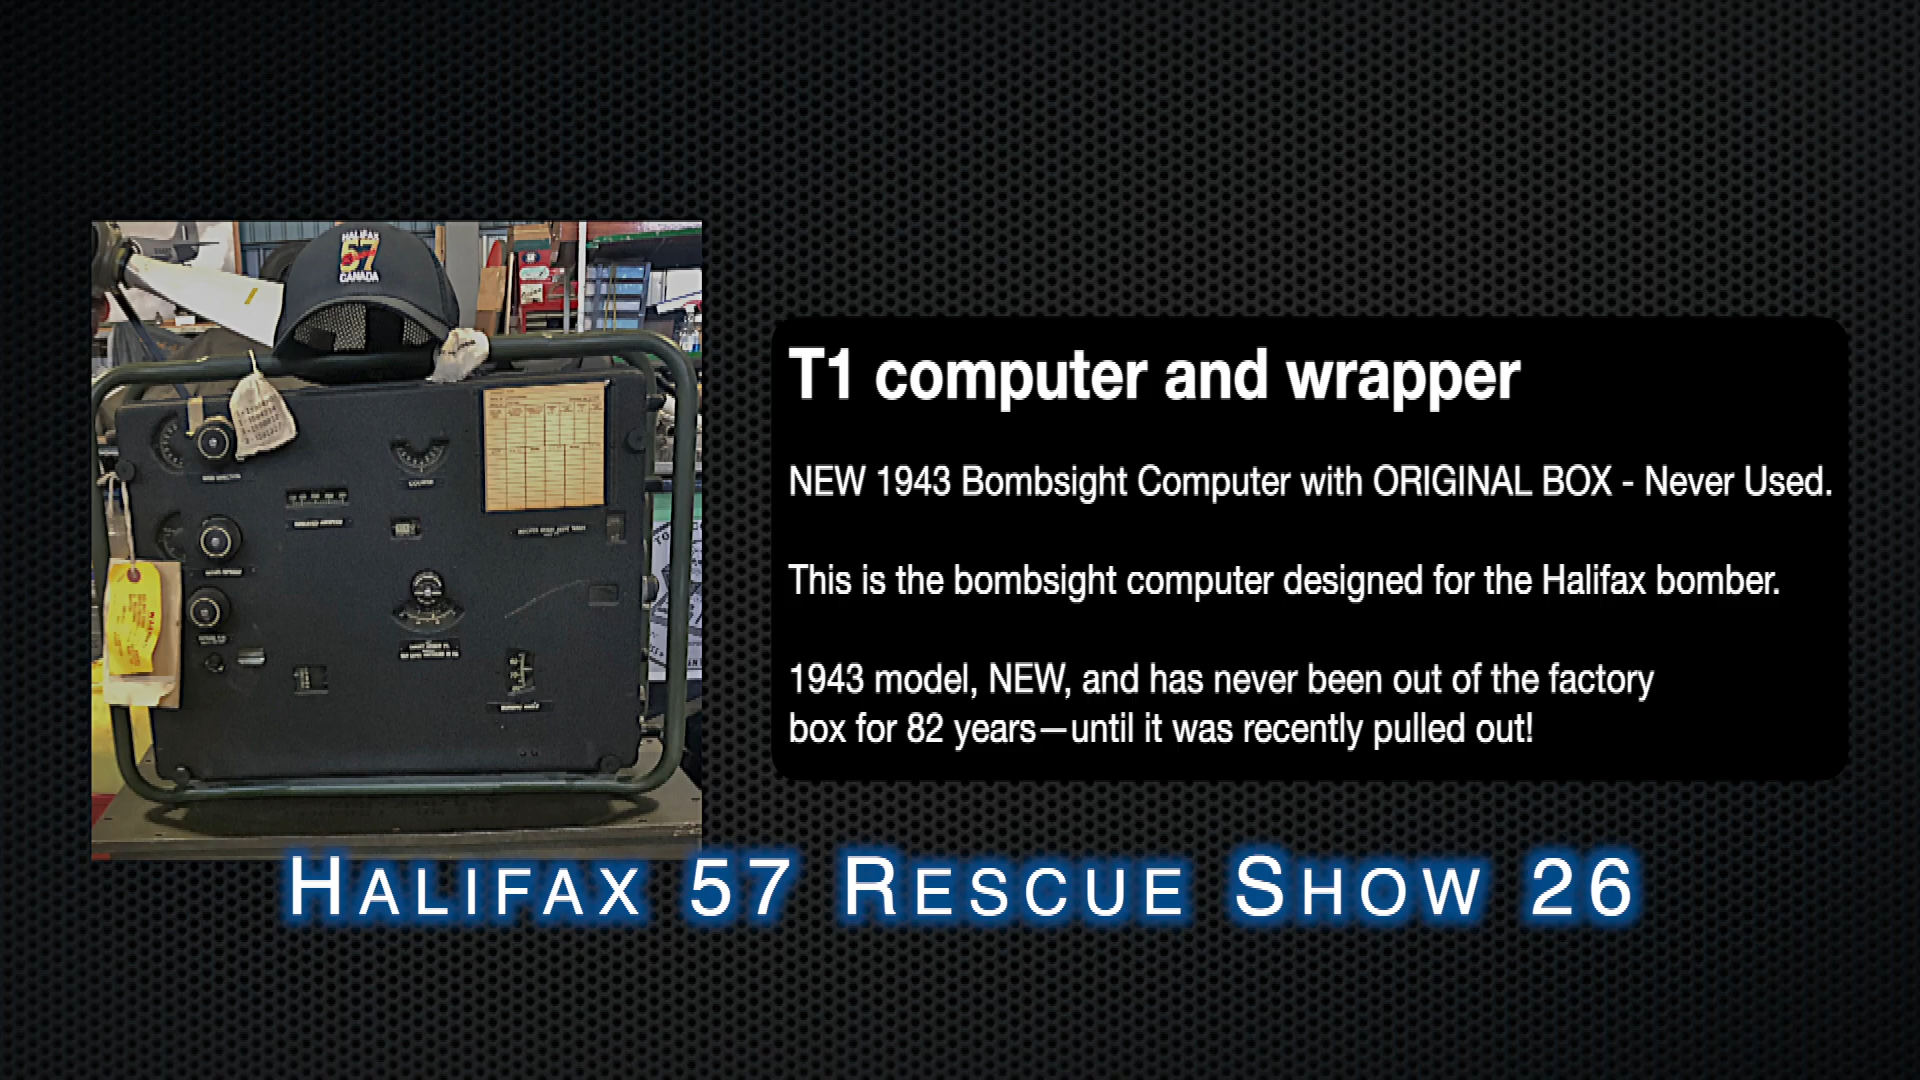 HALIFAX
57
CANADA
T1 computer and wrapper
NEW 1943 Bombsight Computer with ORIGINAL BOX - Never Used.
This is the bombsight computer designed for the Halifax bomber.
1943 model, NEW, and has never been out of the factory
box for 82 years—until it was recently pulled out!
HALIFAX 57 RESCUE SHOW 26